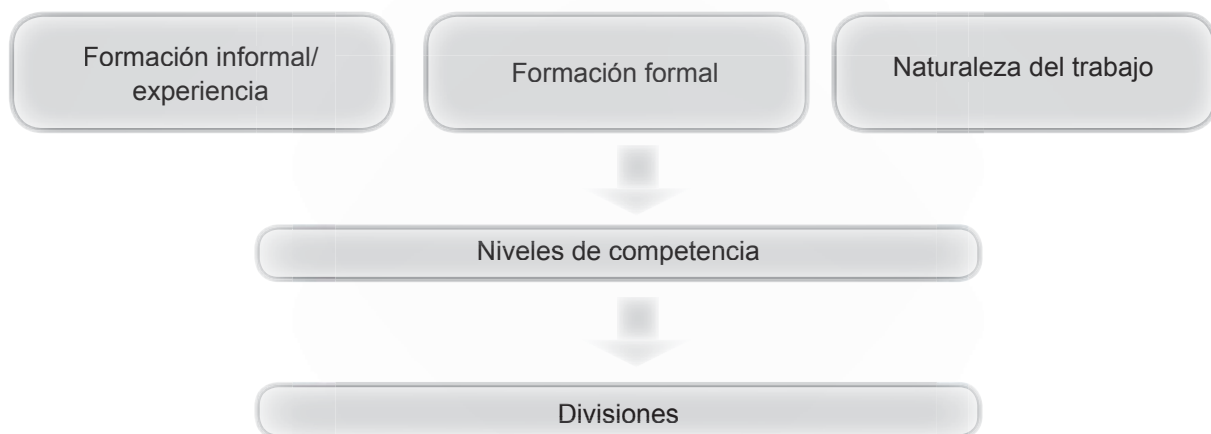 Formación informal/
experiencia
Formación formal
Naturaleza del trabajo
Niveles de competencia
Divisiones